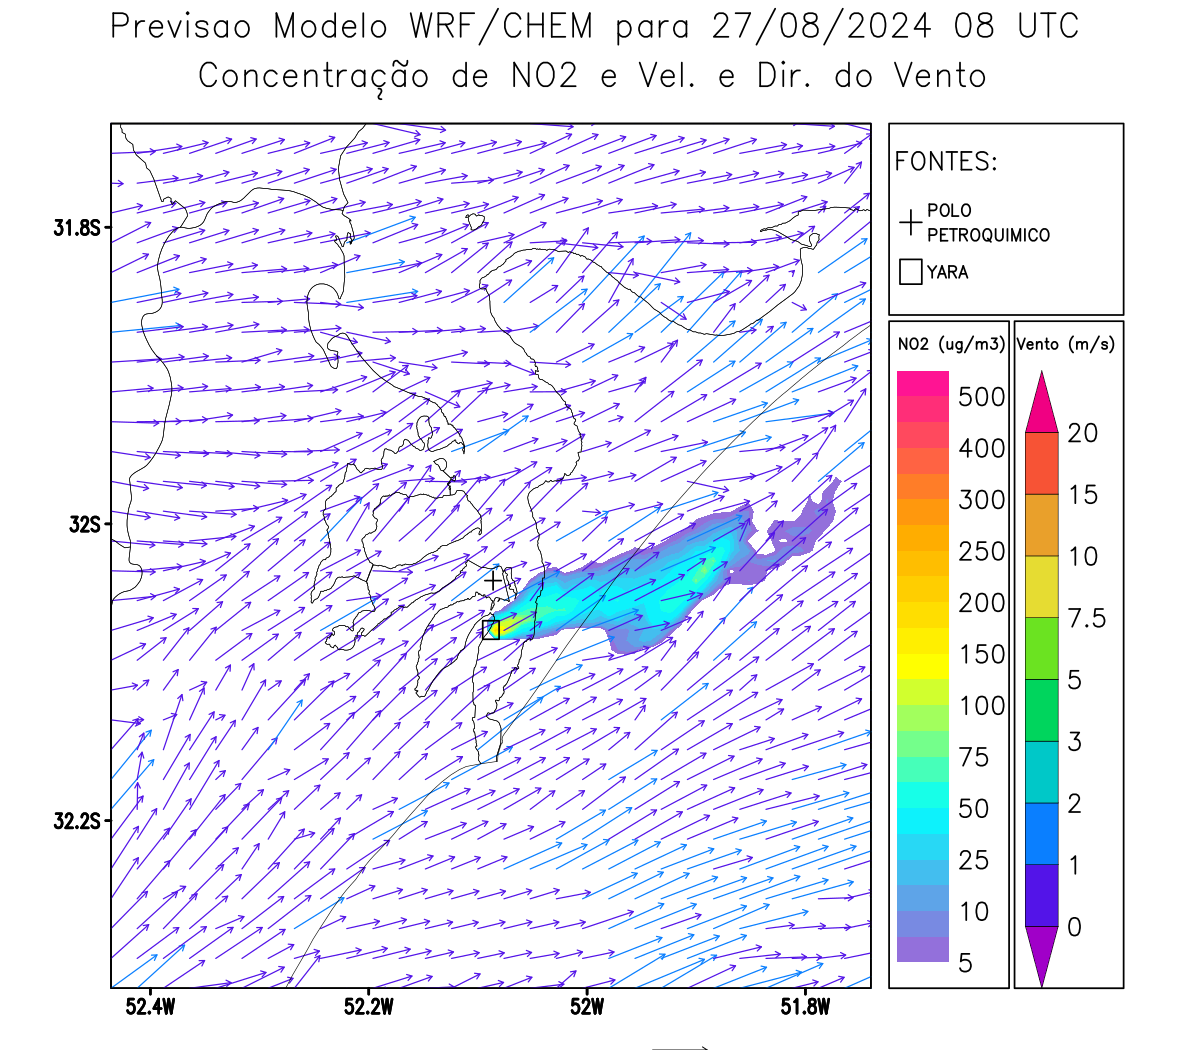 Previsao Modelo WRF/CHEM para 27/08/2024 08 UTC
Concentração de NO2 e Vel. e Dir. do Vento
FONTES:
POLO
PETROQUIMICO
YARA
31.8S
32S
32.2S
52.4W
52.2W
52W
51.8W
NO2 (ug/m3)
500
400
300
250
200
150
100
75
50
25
10
5
Vento (m/s)
20
15
10
7.5
5
3
2
1
0